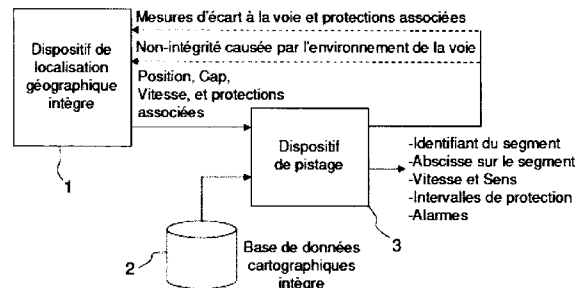 Mesures d'écart à la voie et protections associées
Non-intégrité causée par l'environnement de la voie
Dispositif de
localisation
géographique
intègre
Position, Cap,
Vitesse, et protections
associées
1
Dispositif
de pistage
3
-Identifiant du segment
-Abscisse sur le segment
-Vitesse et Sens
-Intervalles de protection
-Alarmes
2
Base de données
cartographiques
intègre